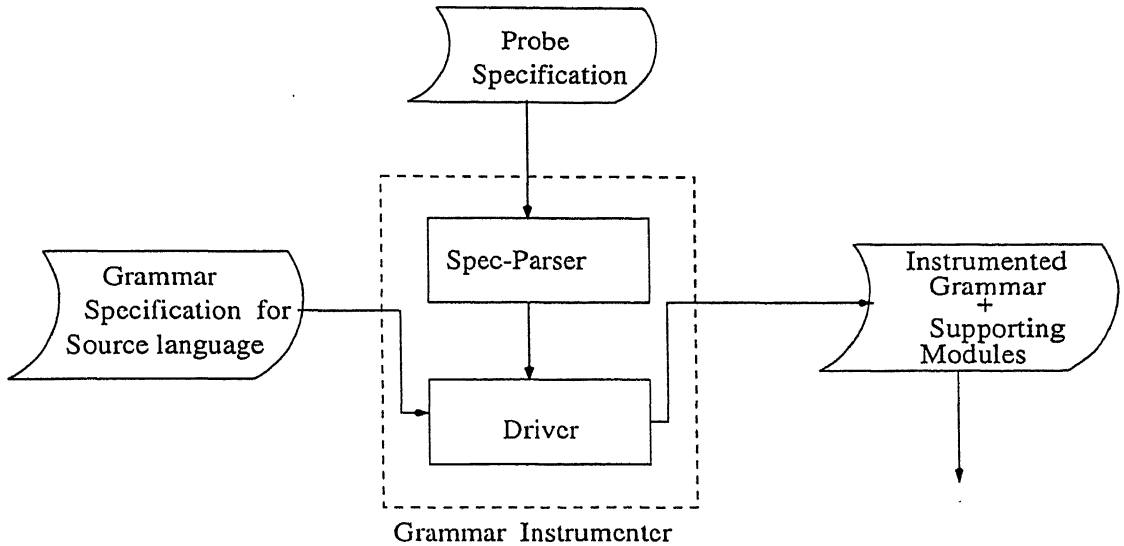 Probe
Specification
Spec-Parser
Grammar
Specification for
Source language
Driver
Instrumented
Grammar
+
Supporting
Modules
Grammar Instrumenter